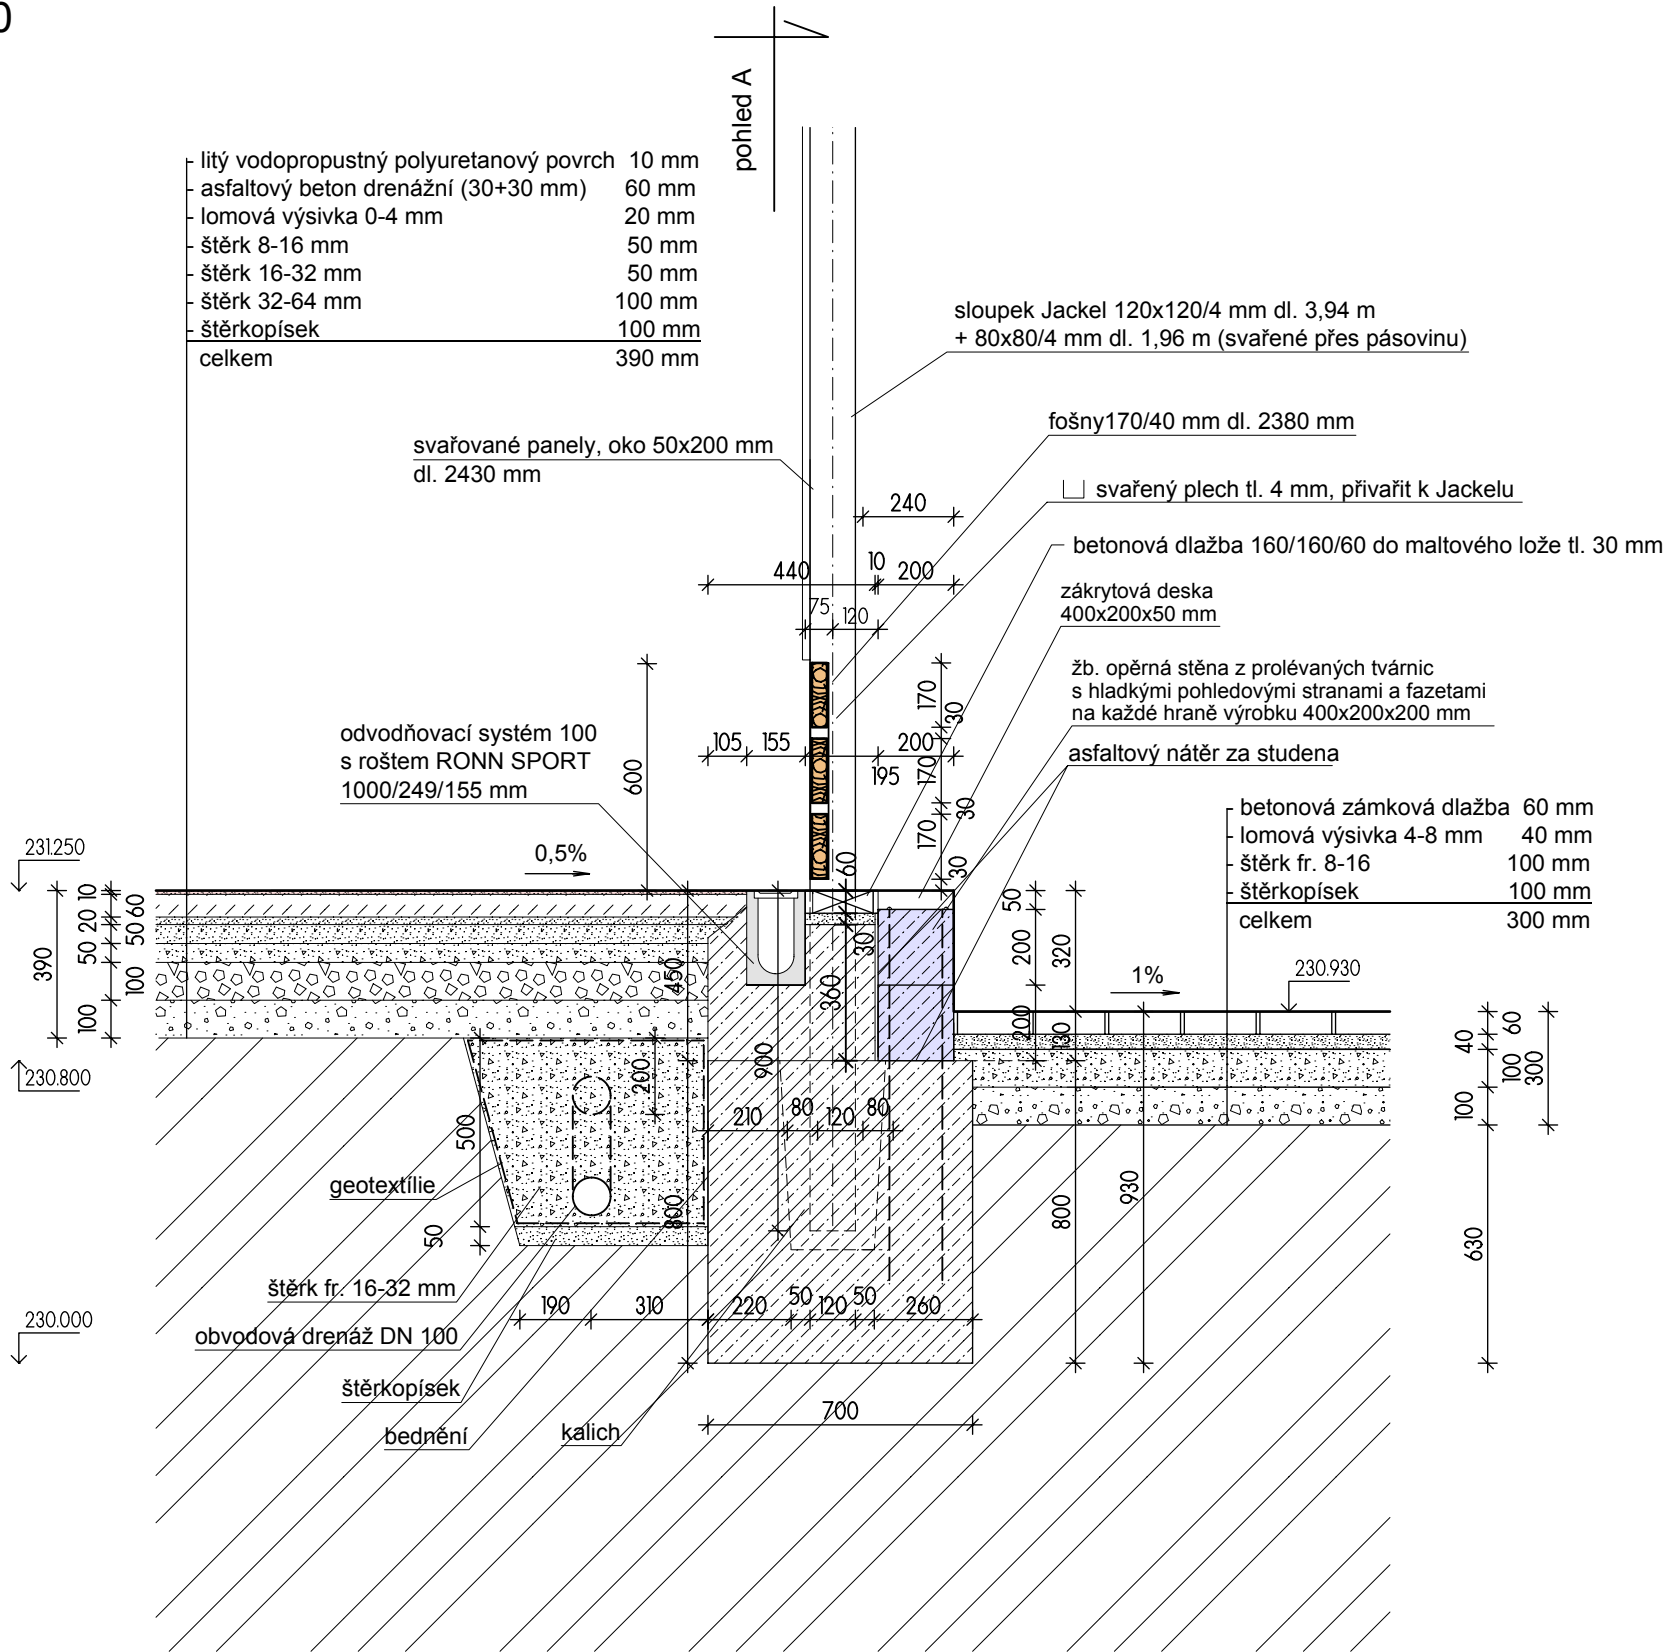 0
pohled A
litý vodopropustný polyuretanový povrch 10 mm
asfaltový beton drenážní (30+30 mm) 60 mm
lomová výsivka 0-4 mm 20 mm
štěrk 8-16 mm 50 mm
štěrk 16-32 mm 50 mm
štěrk 32-64 mm 100 mm
štěrkopísek 100 mm
celkem 390 mm
sloupek Jackel 120x120/4 mm dl. 3,94 m
+ 80x80/4 mm dl. 1,96 m (svařené přes pásovinu)
fošny170/40 mm dl. 2380 mm
svařované panely, oko 50x200 mm
dl. 2430 mm
svařený plech tl. 4 mm, přivařit k Jackelu
240
betonová dlažba 160/160/60 do maltového lože tl. 30 mm
440 10 200
zákrytová deska
400x200x50 mm
75 120
žb. opěrná stěna z prolévaných tvárnic
s hladkými pohledovými stranami a fazetami
na každé hraně výrobku 400x200x200 mm
170
30
odvodňovací systém 100
s roštem RONN SPORT
1000/249/155 mm
600
105 155 200
195
170
30
170
30
asfaltový nátěr za studena
betonová zámková dlažba 60 mm
lomová výsivka 4-8 mm 40 mm
štěrk fr. 8-16 100 mm
štěrkopísek 100 mm
celkem 300 mm
231.250
0,5%
60
10
60
20
50
50
100
100
390
450
30
360
50
200
320
200
130
1%
230.930
60
40
100
300
100
230.800
200
900
500
210 80 120 80
geotextílie
50
800
800
930
630
štěrk fr. 16-32 mm
190 310 220 50 120 50 260
230.000
obvodová drenáž DN 100
štěrkopísek
700
bednění
kalich